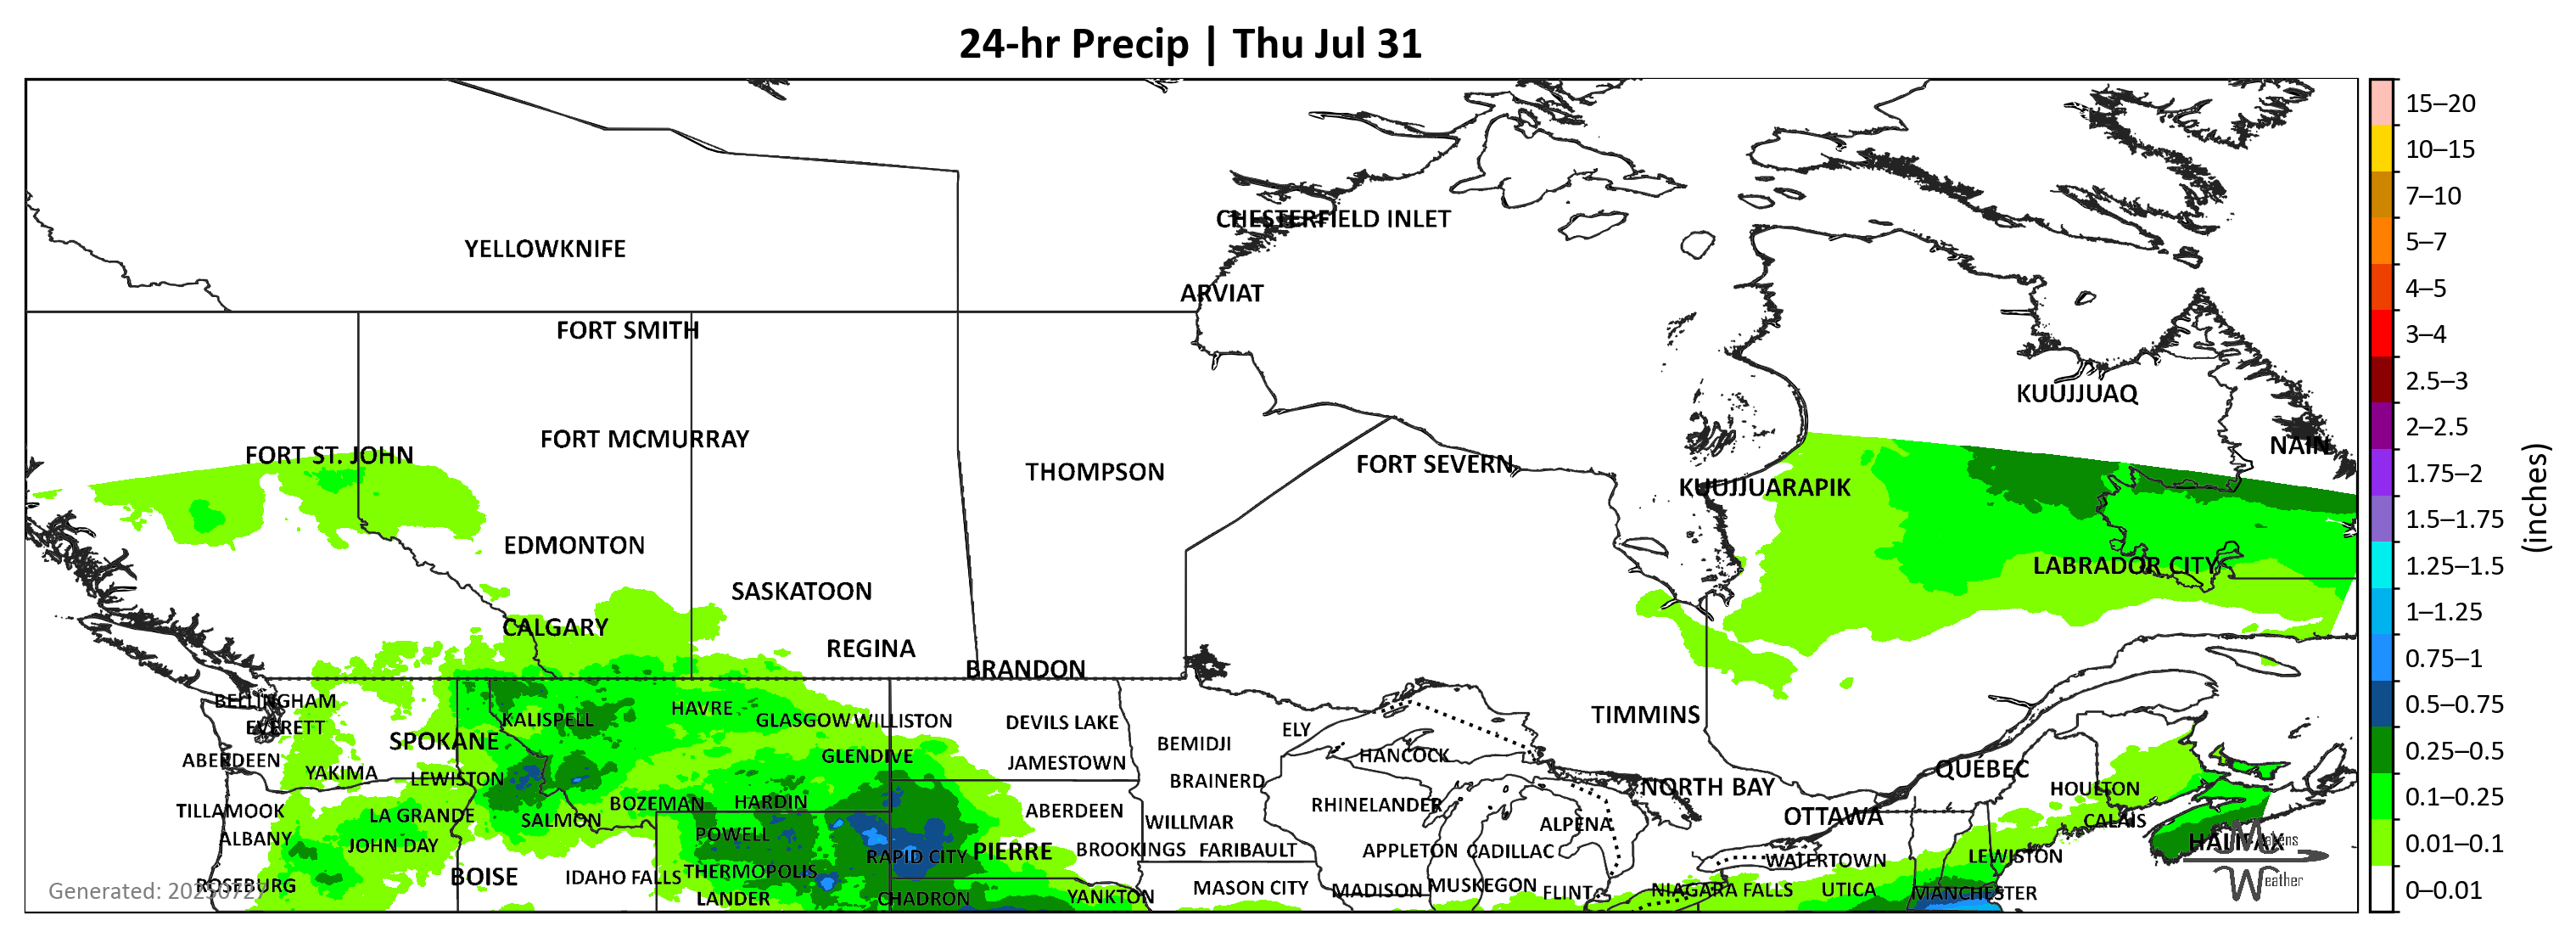 24-hr Precip | Thu Jul 31
CHESTERFIELD INLET
YELLOWKNIFE
ARVIAT
FORT SMITH
KUUJJUAQ
FORT MCMURRAY
NAIN
FORT ST. JOHN
THOMPSON
FORT SEVERN
KUUJJUARAPIK
EDMONTON
LABRADOR CITY
SASKATOON
CALGARY
REGINA
BRANDON
BELLINGHAM
HAVRE
TIMMINS
KALISPELL
GLASGOW
WILLISTON
DEVILS LAKE
EVERETT
ELY
SPOKANE
BEMIDJI
GLENDIVE
HANCOCK
ABERDEEN
JAMESTOWN
QUÉBEC
YAKIMA
LEWISTON
BRAINERD
NORTH BAY
HOULTON
BOZEMAN
HARDIN
RHINELANDER
TILLAMOOK
LA GRANDE
ABERDEEN
OTTAWA
SALMON
WILLMAR
ALPENA
CALAIS
ALBANY
POWELL
JOHN DAY
BROOKINGS
FARIBAULT
APPLETON
CADILLAC
HALIFAX
RAPID CITY
PIERRE
WATERTOWN
LEWISTON
THERMOPOLIS
BOISE
IDAHO FALLS
ROSEBURG
MASON CITY
MADISON
MUSKEGON
FLINT
NIAGARA FALLS
UTICA
MANCHESTER
LANDER
CHADRON
YANKTON
Weather
15–20
10–15
7–10
5–7
4–5
3–4
2.5–3
2–2.5
1.75–2
1.5–1.75
1.25–1.5
1–1.25
0.75–1
0.5–0.75
0.25–0.5
0.1–0.25
0.01–0.1
0–0.01
(inches)
Generated: